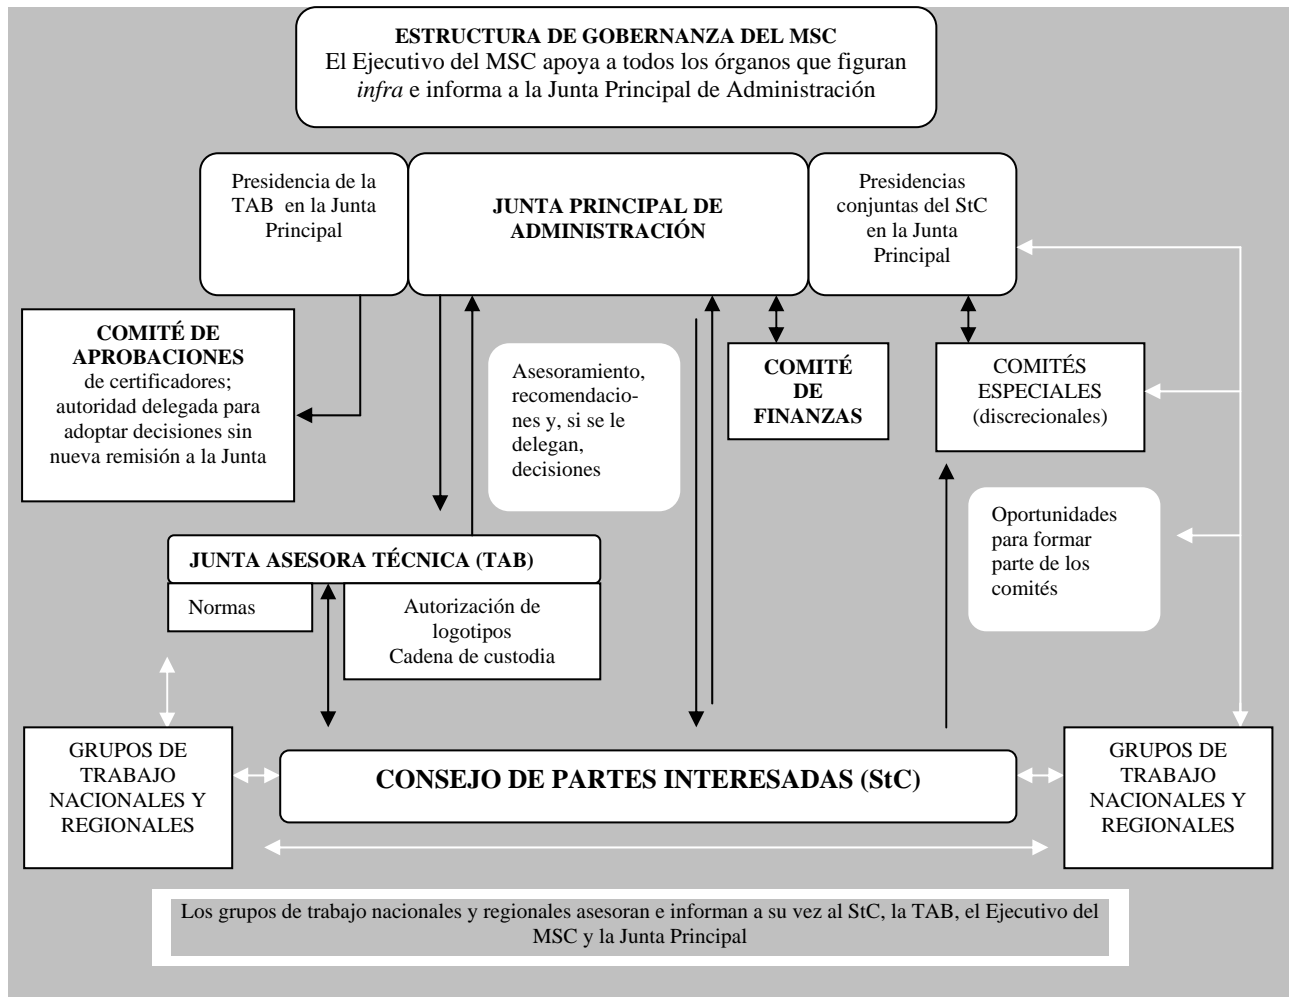 ESTRUCTURA DE GOBERNANZA DEL MSC
El Ejecutivo del MSC apoya a todos los órganos que figuran
infra e informa a la Junta Principal de Administración
Presidencia de la
TAB en la Junta
Principal
JUNTA PRINCIPAL DE
ADMINISTRACIÓN
Presidencias
conjuntas del StC
en la Junta
Principal
COMITÉ DE
APROBACIONES
de certificadores;
autoridad delegada para
adoptar decisiones sin
nueva remisión a la Junta
Asesoramiento,
recomendacio-
nes y, si se le
delegan,
decisiones
COMITÉ
DE
FINANZAS
COMITÉS
ESPECIALES
(discrecionales)
Oportunidades
para formar
parte de los
comités
JUNTA ASESORA TÉCNICA (TAB)
Normas
Autorización de
logotipos
Cadena de custodia
GRUPOS DE
TRABAJO
NACIONALES Y
REGIONALES
CONSEJO DE PARTES INTERESADAS (StC)
GRUPOS DE
TRABAJO
NACIONALES Y
REGIONALES
Los grupos de trabajo nacionales y regionales asesoran e informan a su vez al StC, la TAB, el Ejecutivo del
MSC y la Junta Principal